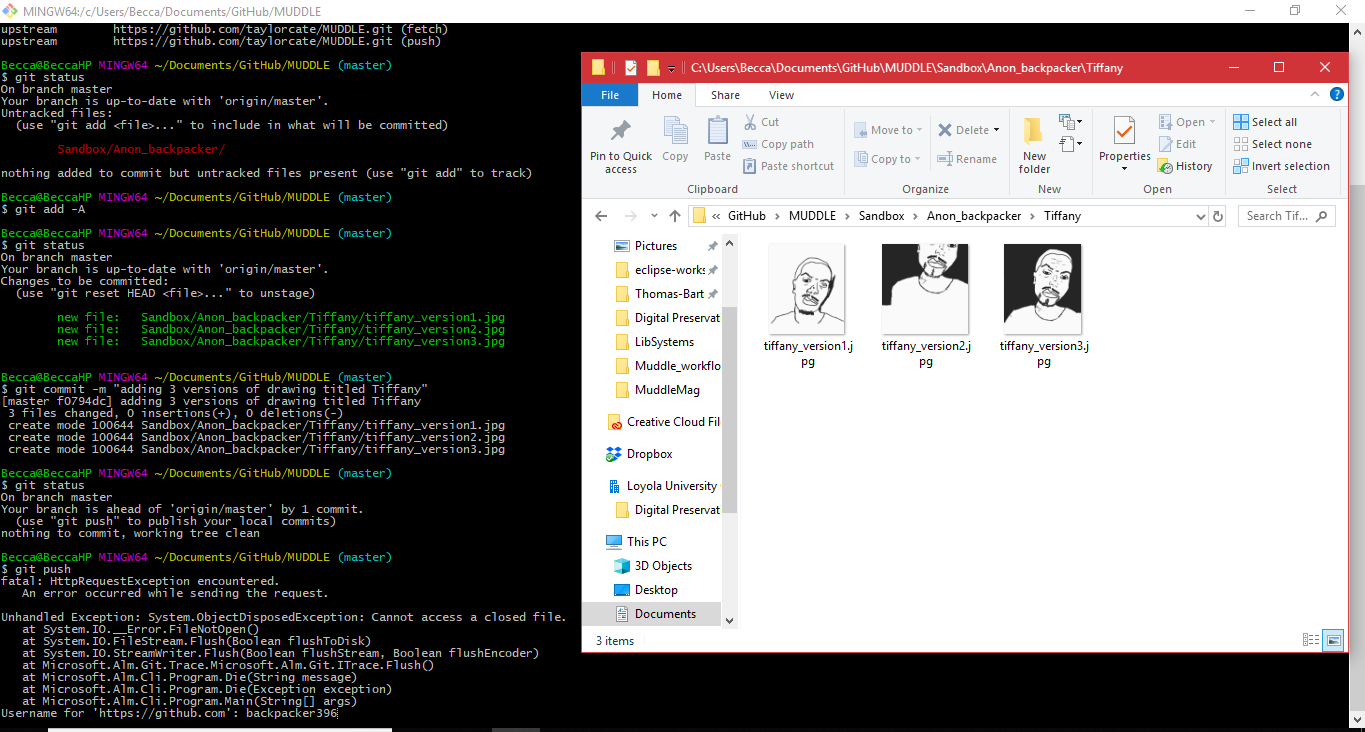 MINGW64:/c/Users/Becca/Documents/GitHub/MUDDLE
upstream        https://github.com/taylorcate/MUDDLE.git (fetch)
upstream        https://github.com/taylorcate/MUDDLE.git (push)
Becca@BeccaHP MINGW64 ~/Documents/GitHub/MUDDLE (master)
$ git status
On branch master
Your branch is up-to-date with 'origin/master'.
Untracked files:
  (use "git add <file>..." to include in what will be committed)
        Sandbox/Anon_backpacker/
nothing added to commit but untracked files present (use "git add" to track)
Becca@BeccaHP MINGW64 ~/Documents/GitHub/MUDDLE (master)
$ git add -A
Becca@BeccaHP MINGW64 ~/Documents/GitHub/MUDDLE (master)
$ git status
On branch master
Your branch is up-to-date with 'origin/master'.
Changes to be committed:
  (use "git reset HEAD <file>..." to unstage)
        new file:   Sandbox/Anon_backpacker/Tiffany/tiffany_version1.jpg
        new file:   Sandbox/Anon_backpacker/Tiffany/tiffany_version2.jpg
        new file:   Sandbox/Anon_backpacker/Tiffany/tiffany_version3.jpg
Becca@BeccaHP MINGW64 ~/Documents/GitHub/MUDDLE (master)
$ git commit -m "adding 3 versions of drawing titled Tiffany"
[master f0794dc] adding 3 versions of drawing titled Tiffany
 3 files changed, 0 insertions(+), 0 deletions(-)
 create mode 100644 Sandbox/Anon_backpacker/Tiffany/tiffany_version1.jpg
 create mode 100644 Sandbox/Anon_backpacker/Tiffany/tiffany_version2.jpg
 create mode 100644 Sandbox/Anon_backpacker/Tiffany/tiffany_version3.jpg
Becca@BeccaHP MINGW64 ~/Documents/GitHub/MUDDLE (master)
$ git status
On branch master
Your branch is ahead of 'origin/master' by 1 commit.
  (use "git push" to publish your local commits)
nothing to commit, working tree clean
Becca@BeccaHP MINGW64 ~/Documents/GitHub/MUDDLE (master)
$ git push
fatal: HttpRequestException encountered.
   An error occurred while sending the request.
Unhandled Exception: System.ObjectDisposedException: Cannot access a closed file.
   at System.IO.__Error.FileNotOpen()
   at System.IO.FileStream.Flush(Boolean flushToDisk)
   at System.IO.StreamWriter.Flush(Boolean flushStream, Boolean flushEncoder)
   at Microsoft.Alm.Git.Trace.Microsoft.Alm.Git.ITrace.Flush()
   at Microsoft.Alm.Cli.Program.Die(String message)
   at Microsoft.Alm.Cli.Program.Die(Exception exception)
   at Microsoft.Alm.Cli.Program.Main(String[] args)
Username for 'https://github.com': backpacker396
C:\Users\Becca\Documents\GitHub\MUDDLE\Sandbox\Anon_backpacker\Tiffany
File Home Share View
Pin to Quick access
Copy
Paste
Cut
Copy path
Paste shortcut
Clipboard
Move to
Copy to
Delete
Rename
Organize
New folder
New
Properties
Open
Edit
History
Open
Select all
Select none
Invert selection
Select
« GitHub > MUDDLE > Sandbox > Anon_backpacker > Tiffany
Search Tif...
Pictures
eclipse-works
Thomas-Bart
Digital Preservat
LibSystems
Muddle_workflo
MuddleMag
Creative Cloud Fil
Dropbox
Loyola University
Digital Preservat
This PC
3D Objects
Desktop
Documents
tiffany_version1.j
pg
tiffany_version2.j
pg
tiffany_version3.j
pg
3 items